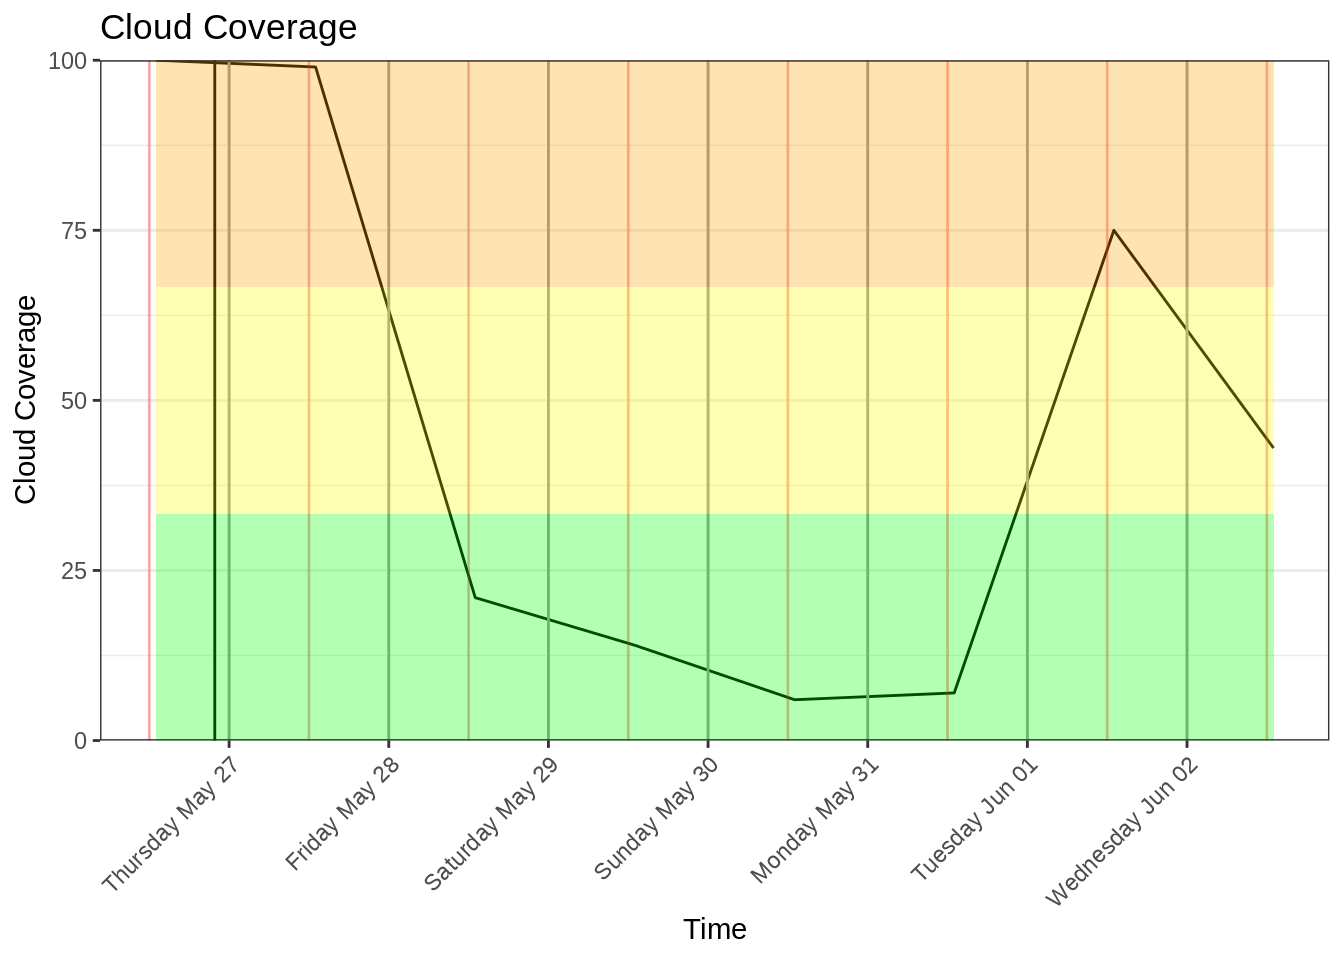 Cloud Coverage
100
75
50
25
0
Cloud Coverage
Thursday May 27
Friday May 28
Saturday May 29
Sunday May 30
Monday May 31
Tuesday Jun 01
Wednesday Jun 02
Time